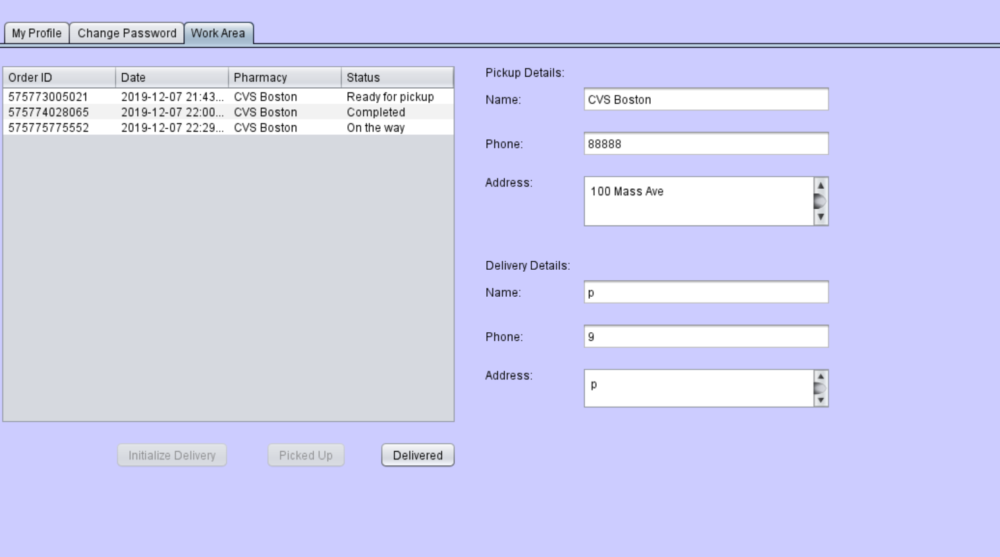 My Profile Change Password Work Area
Order ID Date Pharmacy Status
575773005021 2019-12-07 21:43... CVS Boston Ready for pickup
575774028065 2019-12-07 22:00... CVS Boston Completed
575775775552 2019-12-07 22:29... CVS Boston On the way
Initialize Delivery Picked Up Delivered
Pickup Details:
Name: CVS Boston
Phone: 88888
Address: 100 Mass Ave
Delivery Details:
Name: p
Phone: 9
Address: p